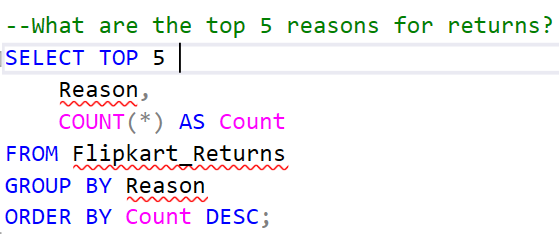 --What are the top 5 reasons for returns?
SELECT TOP 5
Reason,
COUNT(*) AS Count
FROM Flipkart_Returns
GROUP BY Reason
ORDER BY Count DESC;